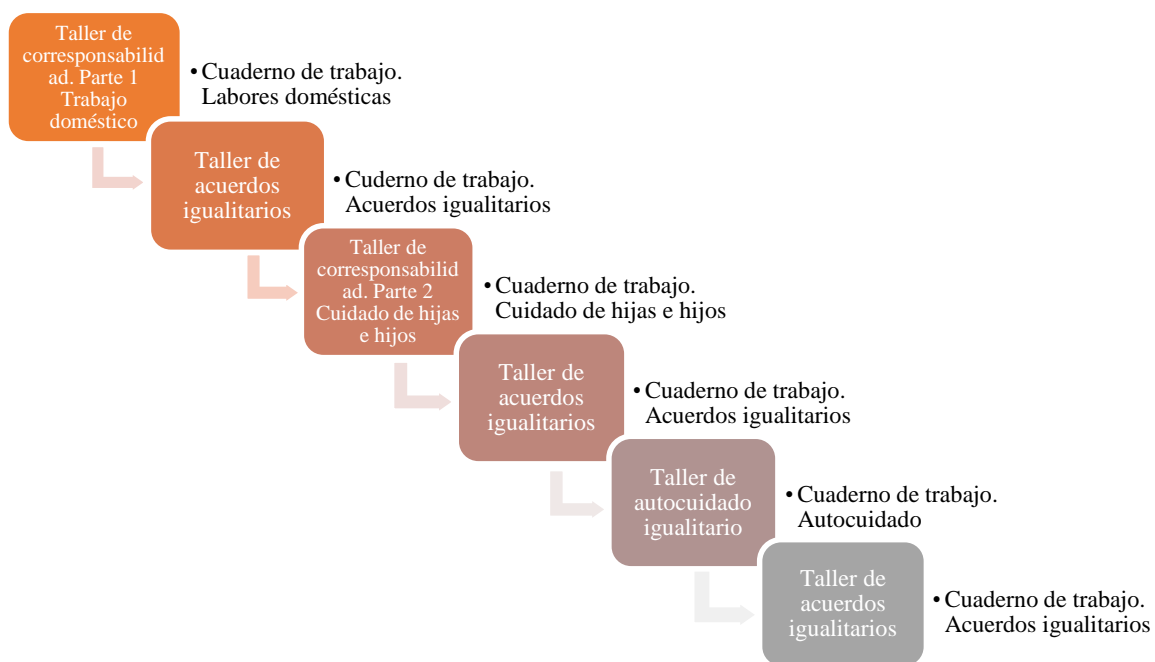 Taller de
corresponsabilid
ad. Parte 1
Trabajo
doméstico
• Cuaderno de trabajo.
Labores domésticas
Taller de
acuerdos
igualitarios
• Cuderno de trabajo.
Acuerdos igualitarios
Taller de
corresponsabilid
ad. Parte 2
Cuidado de hijas
e hijos
• Cuaderno de trabajo.
Cuidado de hijas e hijos
Taller de
acuerdos
igualitarios
• Cuaderno de trabajo.
Acuerdos igualitarios
Taller de
autocuidado
igualitario
• Cuaderno de trabajo.
Autocuidado
Taller de
acuerdos
igualitarios
• Cuaderno de trabajo.
Acuerdos igualitarios